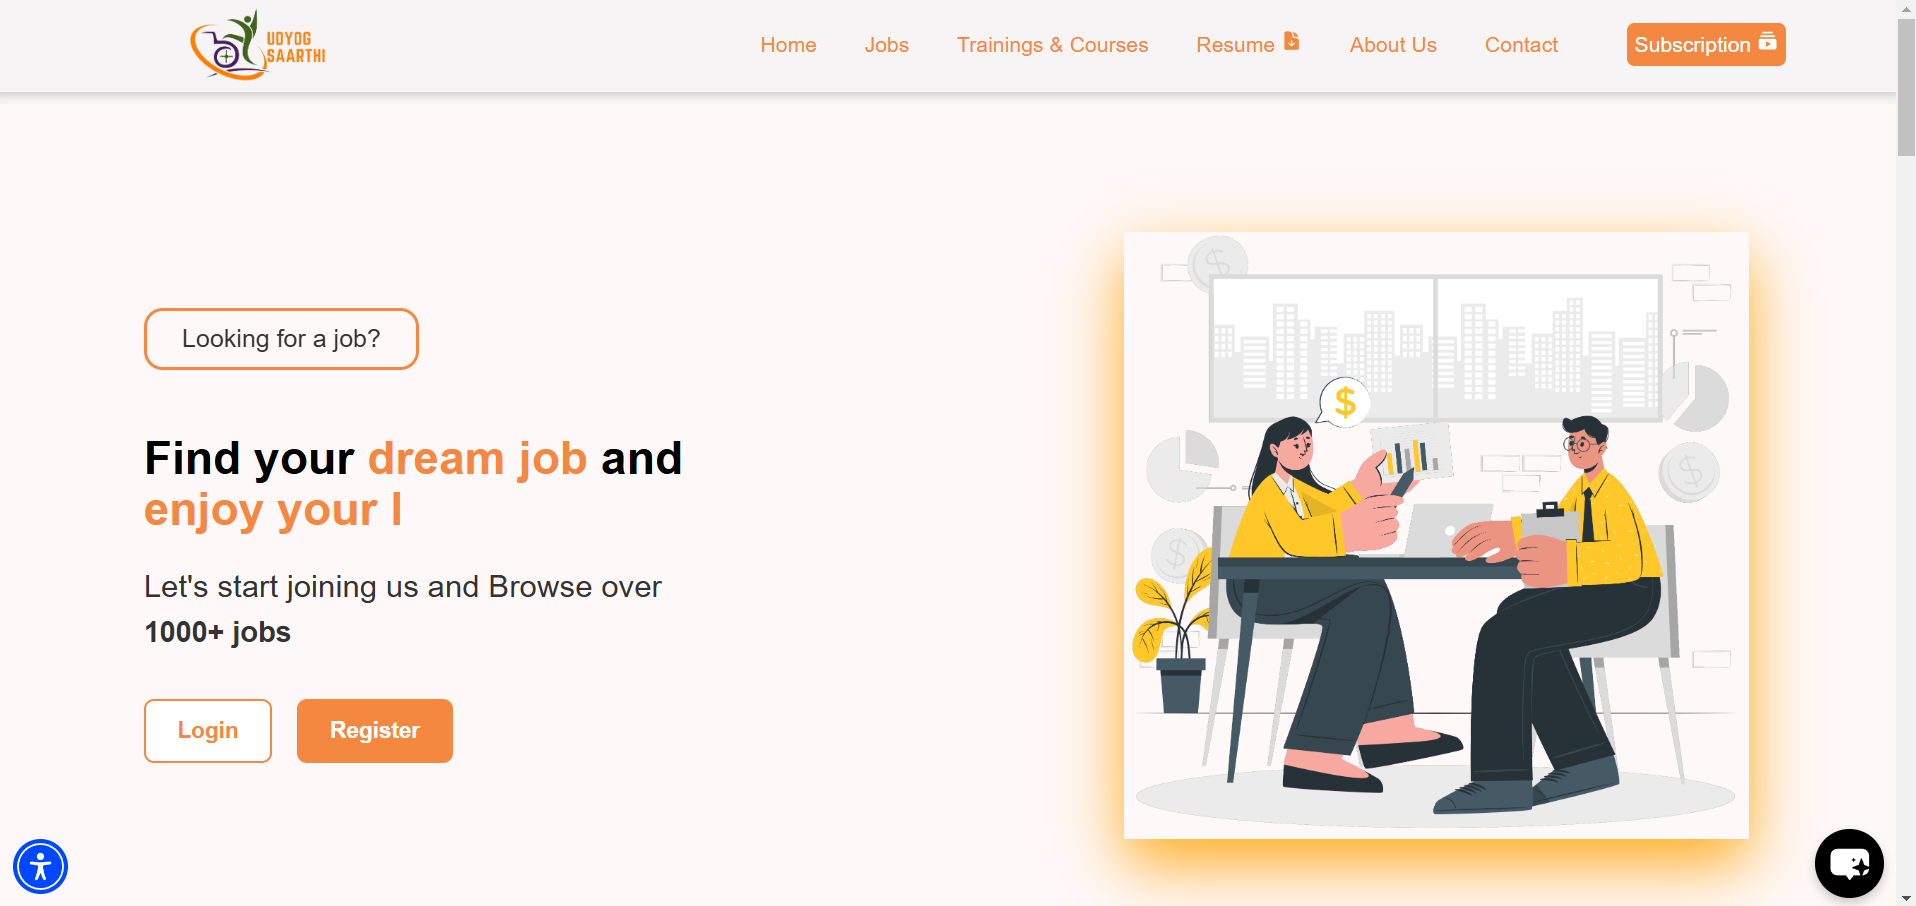 UDYOG
SAARTHI
Home Jobs Trainings & Courses Resume About Us Contact Subscription
Looking for a job?
Find your dream job and
enjoy your l
Let's start joining us and Browse over
1000+ jobs
Login Register
$
$
$
$